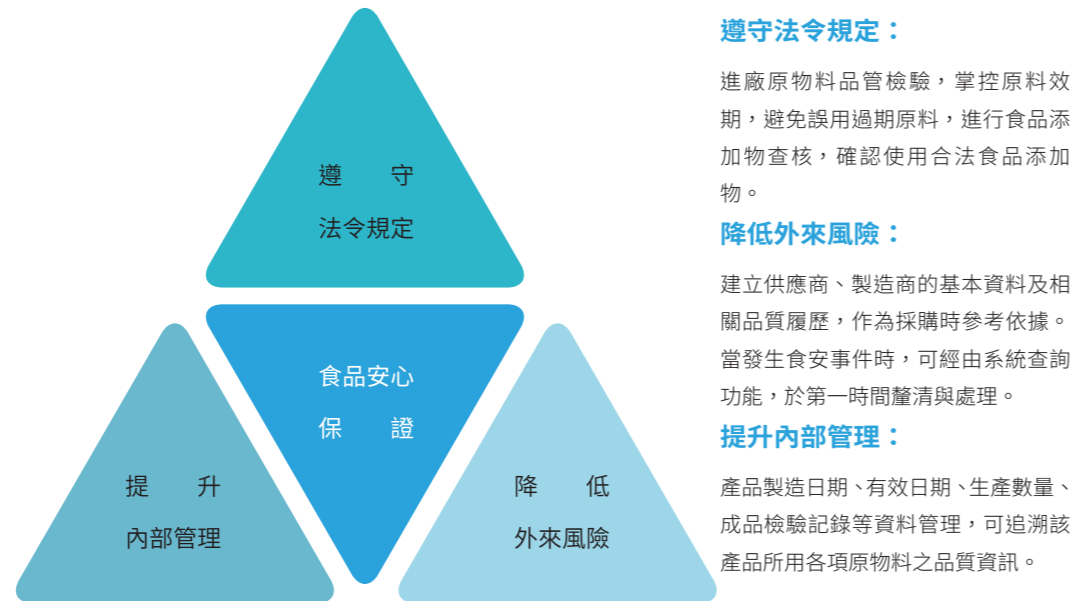 遵守
法令規定
食品安心
保證
提升
內部管理
降低
外來風險
遵守法令規定：
進廠原物料品管檢驗，掌控原料效
期，避免誤用過期原料，進行食品添
加物查核，確認使用合法食品添加
物。
降低外來風險：
建立供應商、製造商的基本資料及相
關品質履歷，作為採購時參考依據。
當發生食安事件時，可經由系統查詢
功能，於第一時間釐清與處理。
提升內部管理：
產品製造日期、有效日期、生產數量、
成品檢驗記錄等資料管理，可追溯該
產品所用各項原物料之品質資訊。